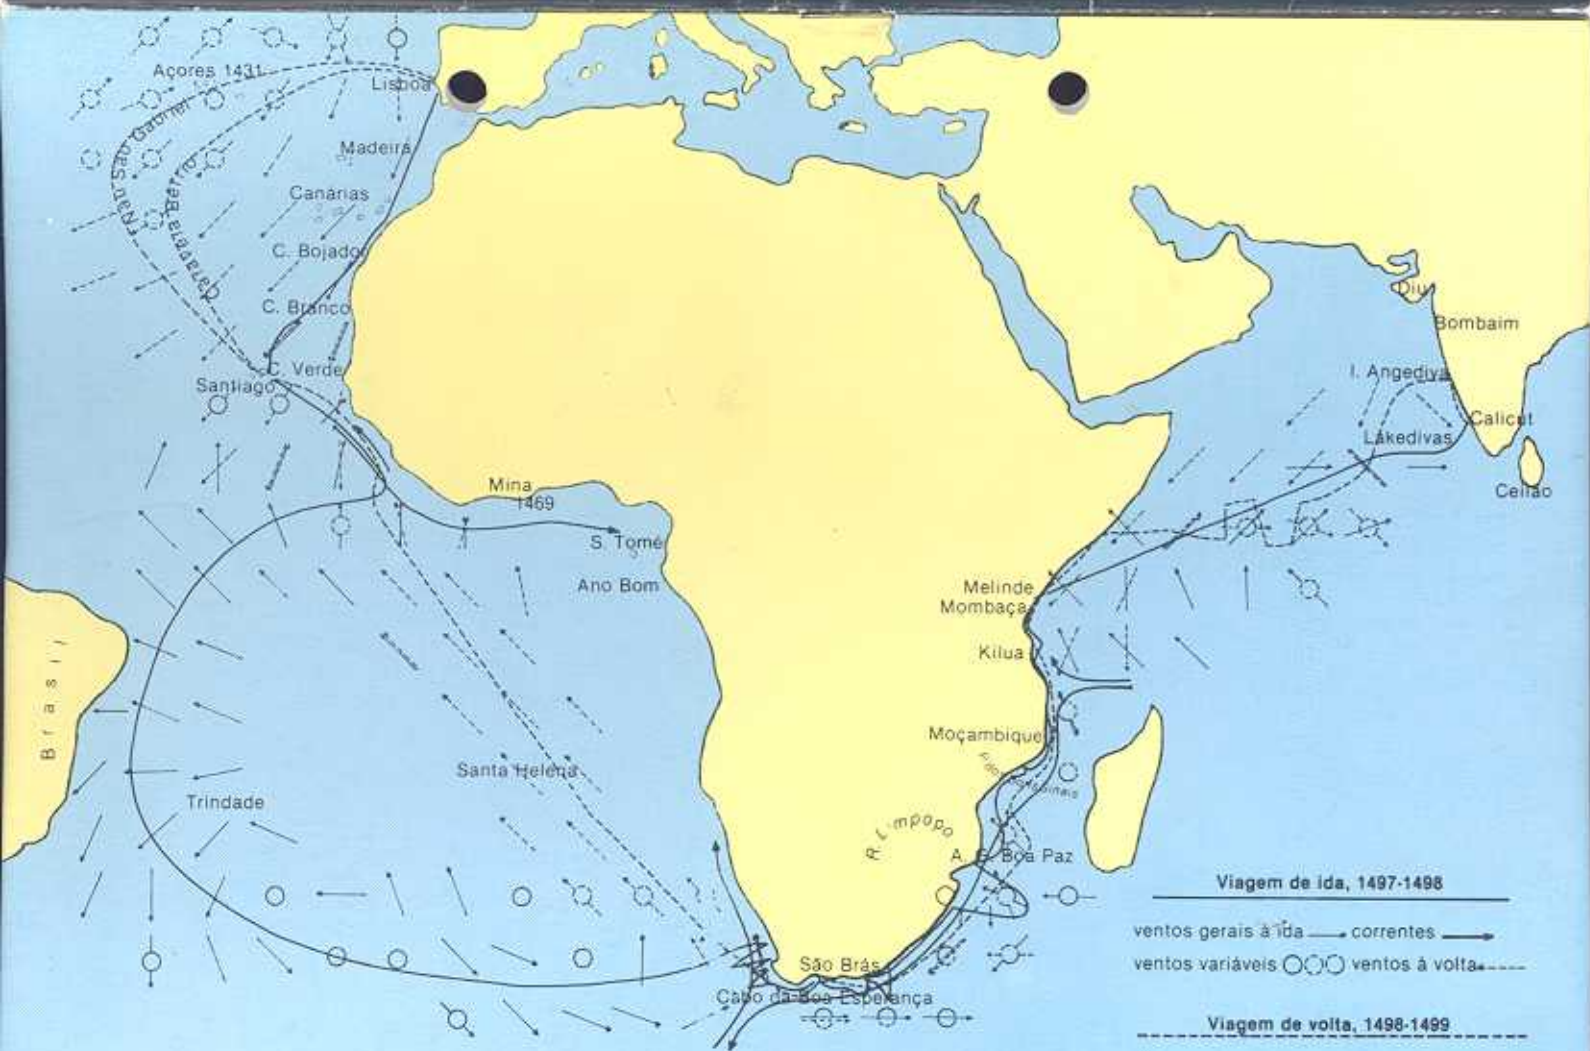 Açores 1431
Lisboa
Nau São Gabriel
Caravela Bérrio
Madeira
Canárias
C. Bojador
C. Branco
C. Verde
Santiago
Diu
Bombaim
I. Angediva
Calicut
Lakedivas
Ceilão
Mina
1469
S. Tomé
Ano Bom
Melinde
Mombaça
Kilua
Brasil
Moçambique
Santa Helena
Trindade
R. Limpopo
A. G. Boa Paz
São Brás
Cabo da Boa Esperança
Viagem de ida, 1497-1498
ventos gerais à ida correntes
ventos variáveis ventos à volta
Viagem de volta, 1498-1499